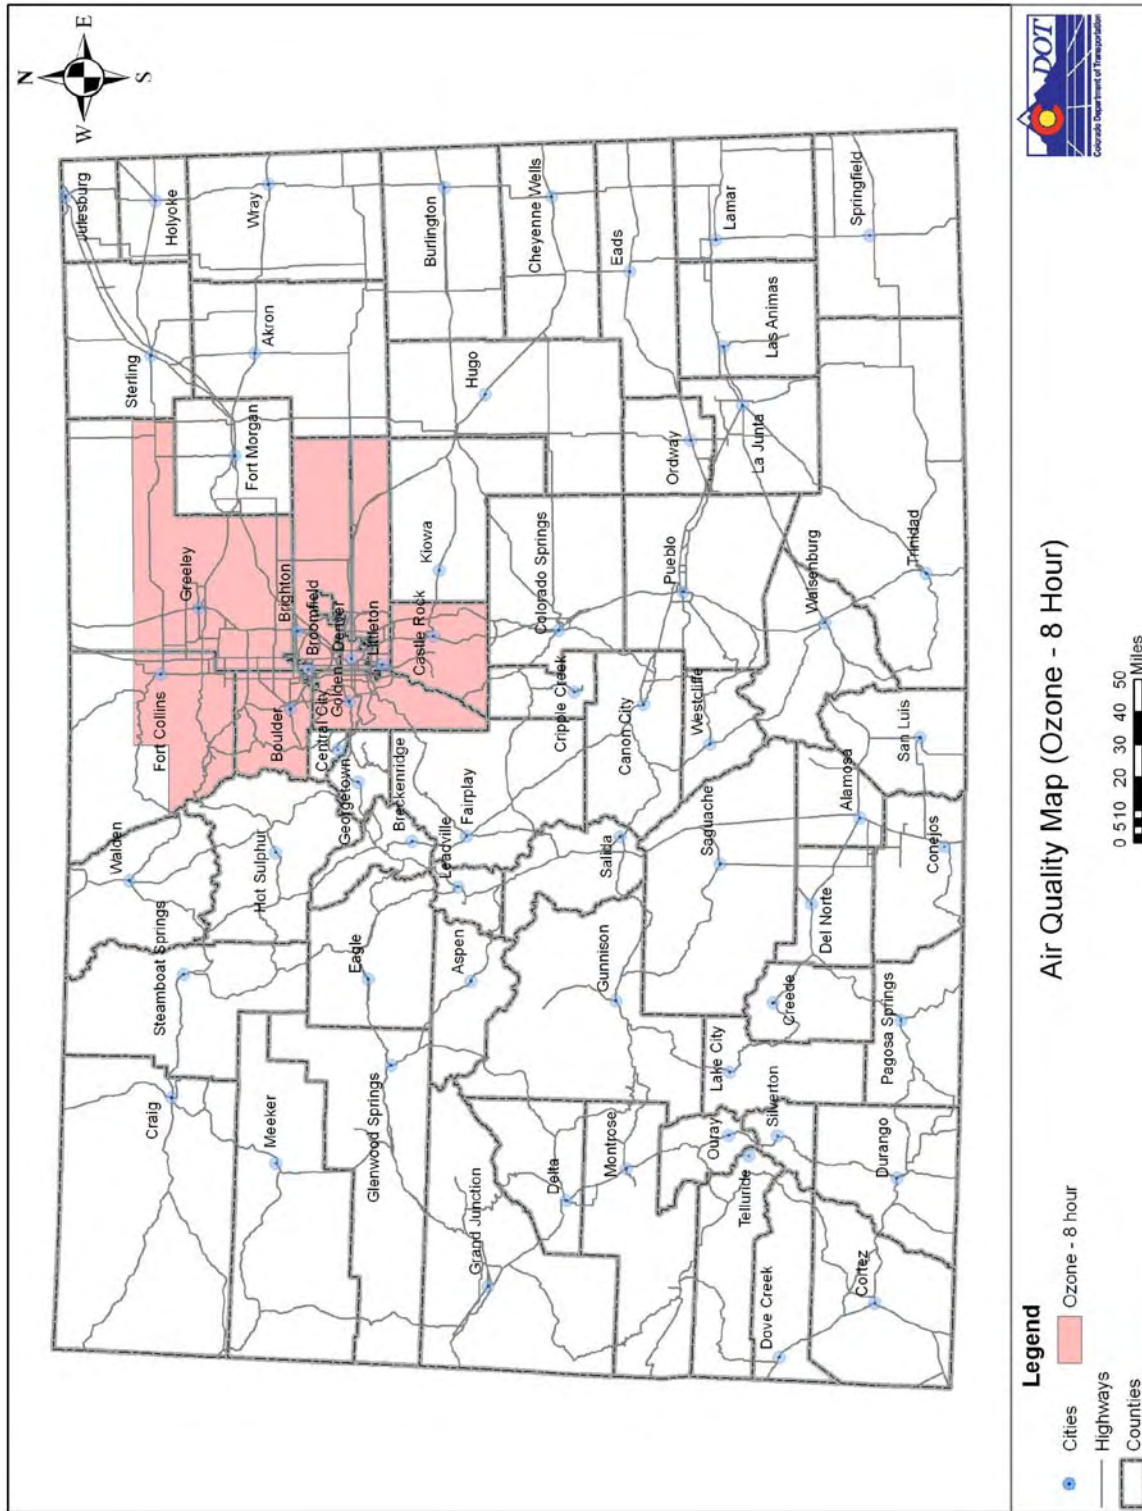 N
W
E
S
Julesburg
Holyoke
Sterling
Wray
Akron
Fort Morgan
Walden
Fort Collins
Greeley
Steamboat Springs
Craig
Meeker
Hot Sulphur
Boulder
Brighton
Broomfield
Central City
Golden
Denver
Georgetown
Littleton
Burlington
Glenwood Springs
Eagle
Breckenridge
Castle Rock
Kiowa
Hugo
Leadville
Fairplay
Aspen
Grand Junction
Cheyenne Wells
Colorado Springs
Cripple Creek
Delta
Gunnison
Salida
Canon City
Eads
Montrose
Pueblo
Ordway
Westcliffe
Saguache
Lamar
Las Animas
La Junta
Lake City
Ouray
Telluride
Silverton
Creede
Dove Creek
Del Norte
Alamosa
Walsenburg
Springfield
Cortez
Durango
Pagosa Springs
Conejos
San Luis
Trinidad
Legend
Cities
Ozone - 8 hour
Highways
Counties
Air Quality Map (Ozone - 8 Hour)
0 5 10 20 30 40 50
Miles
DOT
Colorado Department of Transportation